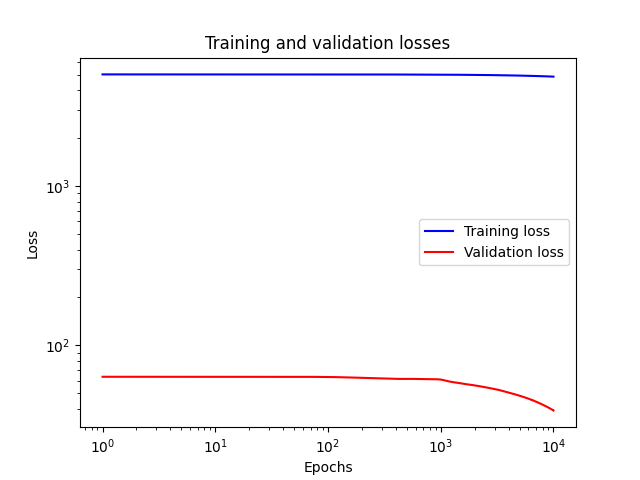 Training and validation losses
Loss
10³
10²
Training loss
Validation loss
10⁰ 10¹ 10² 10³ 10⁴
Epochs